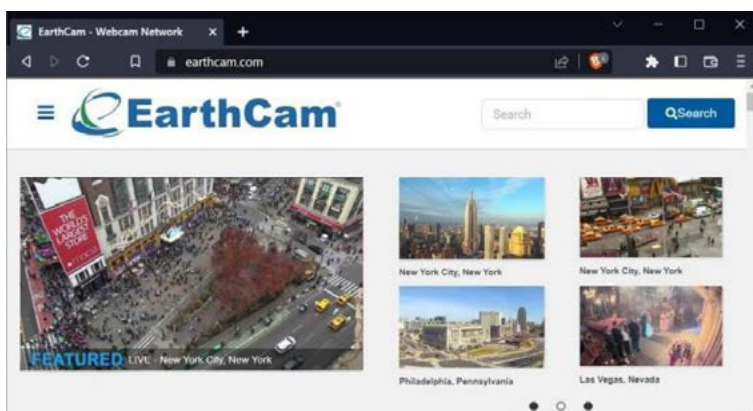 EarthCam - Webcam Network
earthcam.com
EarthCam
Search
Search
THE
WORLD'S
LARGEST
STORE
FEATURED LIVE - New York City, New York
New York City, New York
New York City, New York
Philadelphia, Pennsylvania
Las Vegas, Nevada